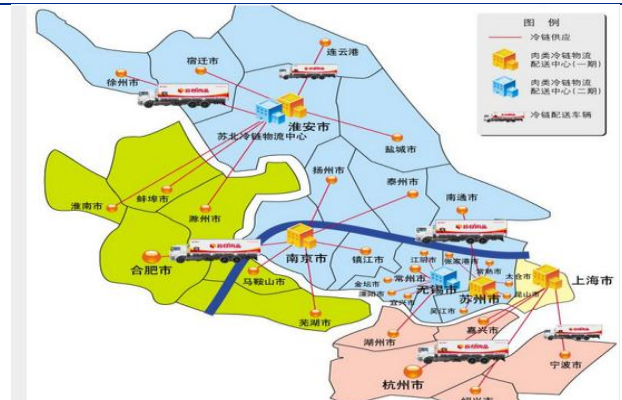 图 例
冷链供应
肉类冷链物流
配送中心(一期)
肉类冷链物流
配送中心(二期)
冷链配送车辆
连云港
宿迁市
徐州市
淮安市
苏北冷链物流中心
盐城市
扬州市
泰州市
南通市
淮南市
蚌埠市
滁州市
合肥市
南京市
镇江市
马鞍山市
芜湖市
江阴市
张家港市
常熟市
太仓市
常州市
金坛市
溧阳市
宜兴市
无锡市
苏州市
昆山市
吴江市
上海市
嘉兴市
湖州市
杭州市
宁波市
绍兴市